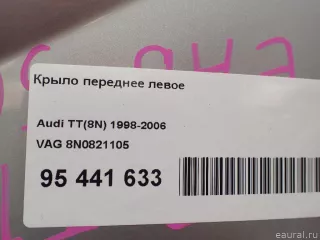 Крыло переднее левое
Audi TT(8N) 1998-2006
VAG 8N0821105
95 441 633
eaural.ru